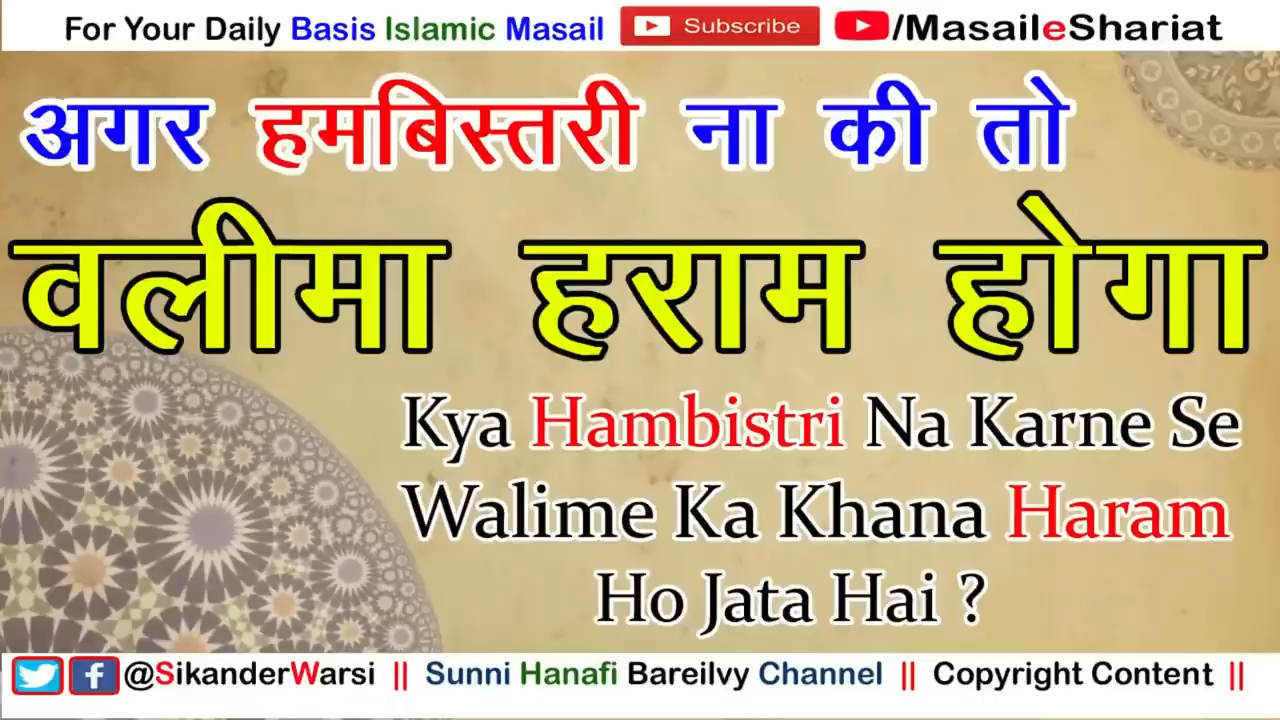 For Your Daily Basis Islamic Masail Subscribe /MasaileShariat
अगर हमबिस्तरी ना की तो
वलीमा हराम होगा
Kya Hambistri Na Karne Se
Walime Ka Khana Haram
Ho Jata Hai ?
@SikanderWarsi || Sunni Hanafi Bareilvy Channel || Copyright Content ||